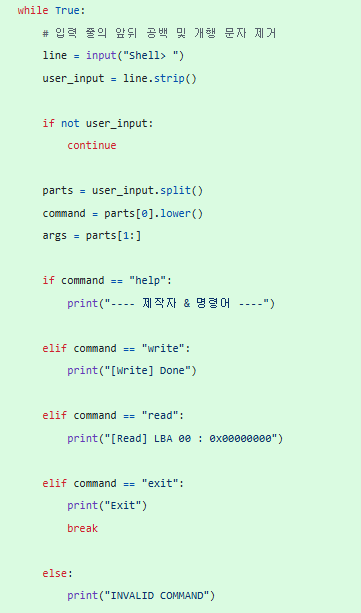 while True:
    # 입력 줄의 앞뒤 공백 및 개행 문자 제거
    line = input("Shell> ")
    user_input = line.strip()

    if not user_input:
        continue

    parts = user_input.split()
    command = parts[0].lower()
    args = parts[1:]

    if command == "help":
        print("---- 제작자 & 명령어 ----")

    elif command == "write":
        print("[Write] Done")

    elif command == "read":
        print("[Read] LBA 00 : 0x00000000")

    elif command == "exit":
        print("Exit")
        break

    else:
        print("INVALID COMMAND")